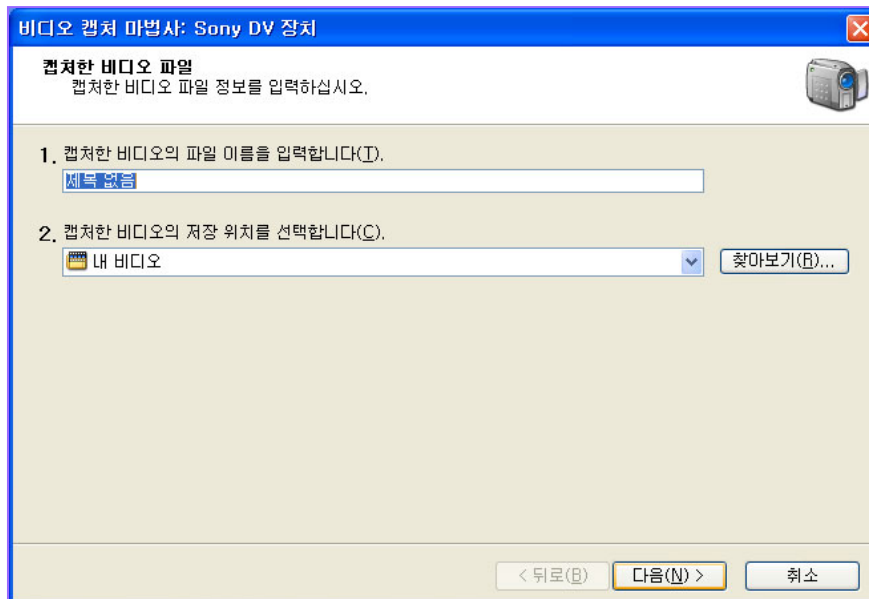 비디오 캡처 마법사: Sony DV 장치
캡처한 비디오 파일
캡처한 비디오 파일 정보를 입력하십시오.
1. 캡처한 비디오의 파일 이름을 입력합니다(T).
제목 없음
2. 캡처한 비디오의 저장 위치를 선택합니다(C).
내 비디오
찾아보기(R)...
< 뒤로(B) 다음(N) > 취소